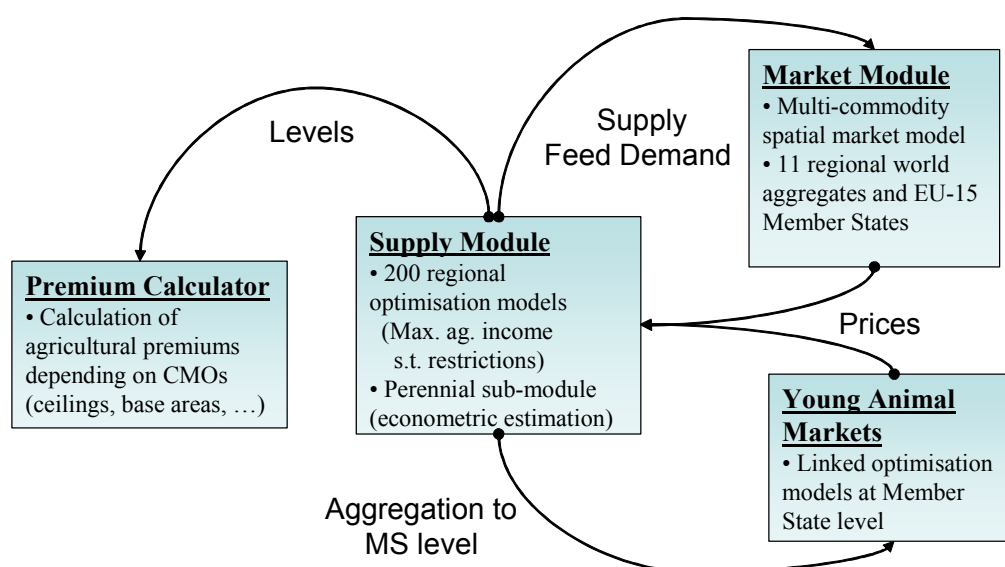 Market Module
• Multi-commodity
spatial market model
• 11 regional world
aggregates and EU-15
Member States
Levels
Supply
Feed Demand
Supply Module
• 200 regional
optimisation models
(Max. ag. income
s.t. restrictions)
• Perennial sub-module
(econometric estimation)
Premium Calculator
• Calculation of
agricultural premiums
depending on CMOs
(ceilings, base areas, …)
Prices
Young Animal
Markets
• Linked optimisation
models at Member
State level
Aggregation to
MS level